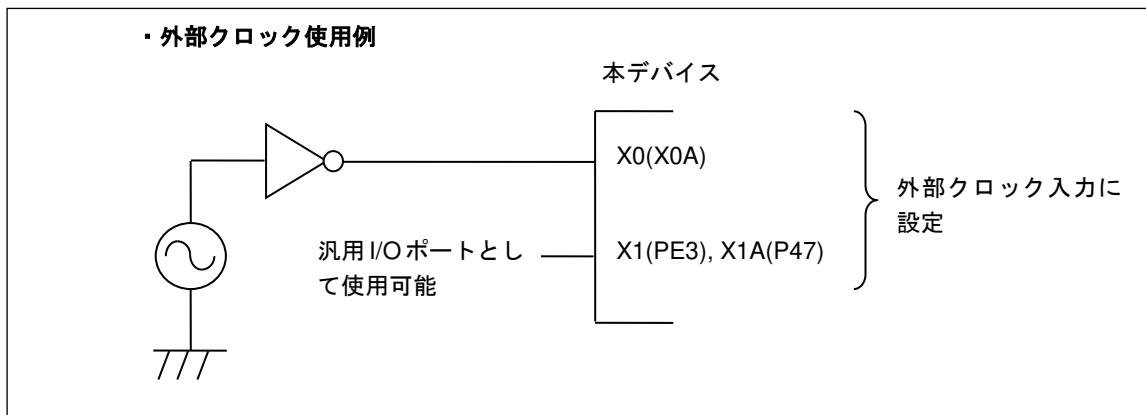 ・外部クロック使用例
本デバイス
X0(X0A)
外部クロック入力に
設定
汎用I/Oポートとし
て使用可能
X1(PE3), X1A(P47)